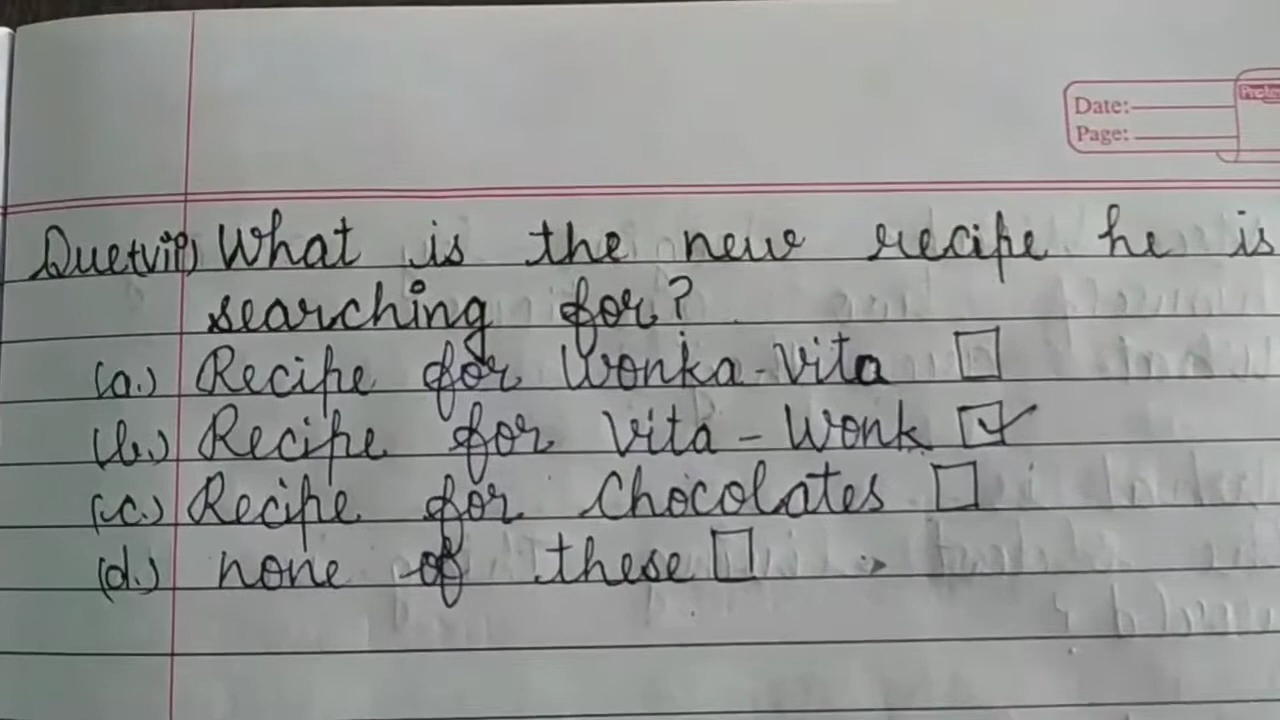 Date:
Page:
Que(vii) What is the new recipe he is
searching for?
(a.) Recipe for Wonka-Vita
(b.) Recipe for Vita-Wonk
(c.) Recipe for Chocolates
(d.) none of these